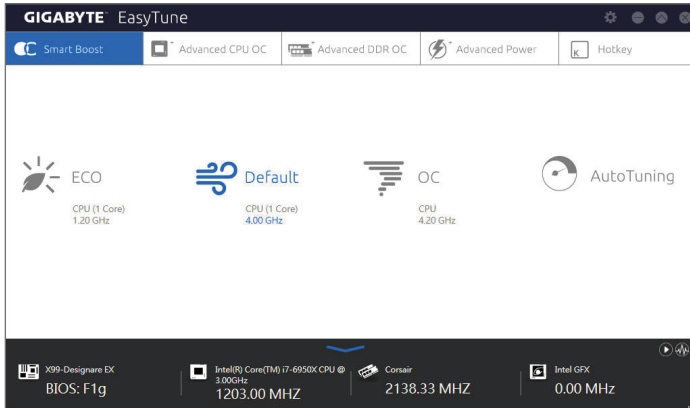 GIGABYTE™ EasyTune
Smart Boost
Advanced CPU OC
Advanced DDR OC
Advanced Power
K
Hotkey
ECO
CPU (1 Core)
1.20 GHz
Default
CPU (1 Core)
4.00 GHz
OC
CPU
4.20 GHz
AutoTuning
X99-Designare EX
BIOS: F1g
Intel(R) Core(TM) i7-6950X CPU @
3.00GHz
1203.00 MHZ
Corsair
2138.33 MHZ
Intel GFX
0.00 MHz